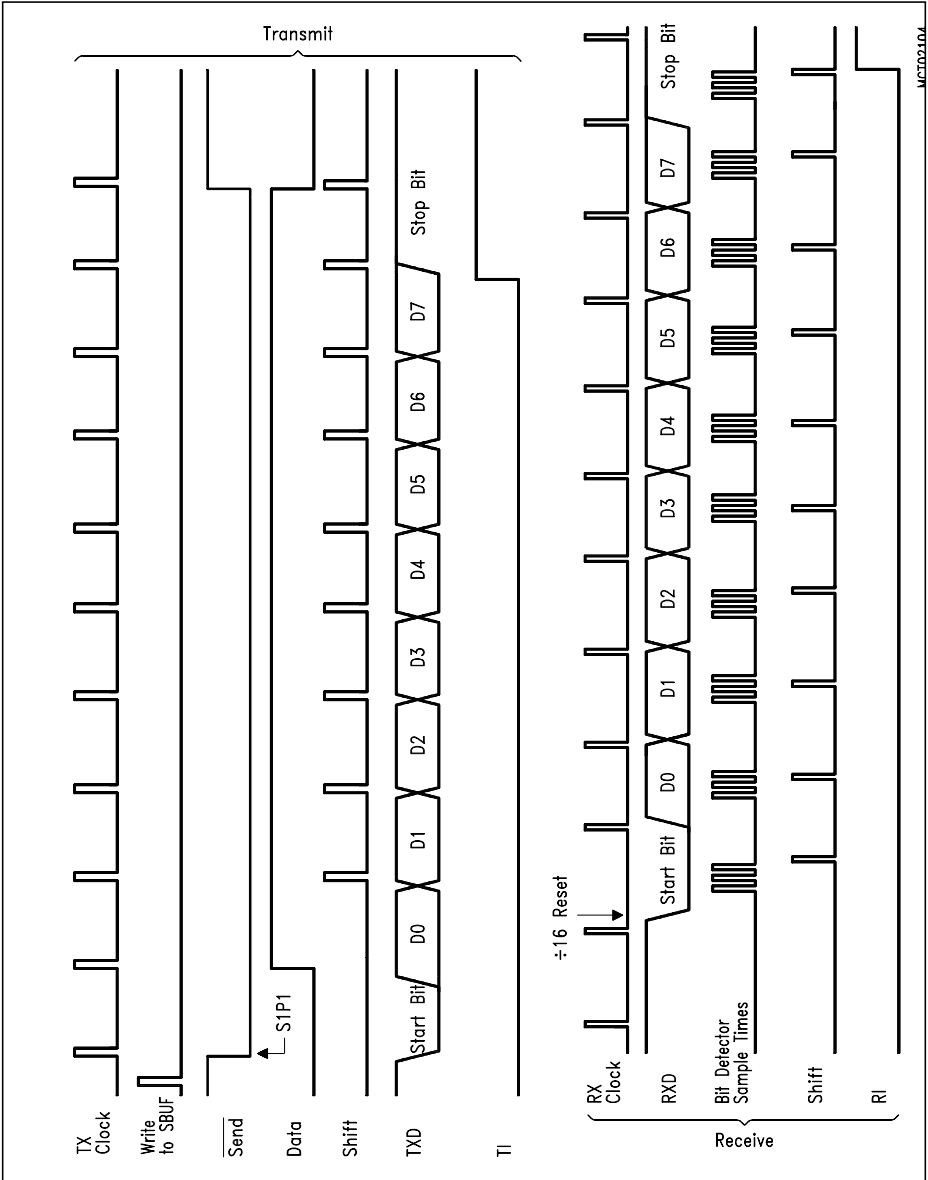 Transmit
TX
Clock
Write
to SBUF
Send
S1P1
Data
Shift
TXD
Start Bit
D0
D1
D2
D3
D4
D5
D6
D7
Stop Bit
TI
÷16 Reset
RX
Clock
RXD
Start Bit
D0
D1
D2
D3
D4
D5
D6
D7
Stop Bit
Bit Detector
Sample Times
Shift
RI
Receive
MCT02104